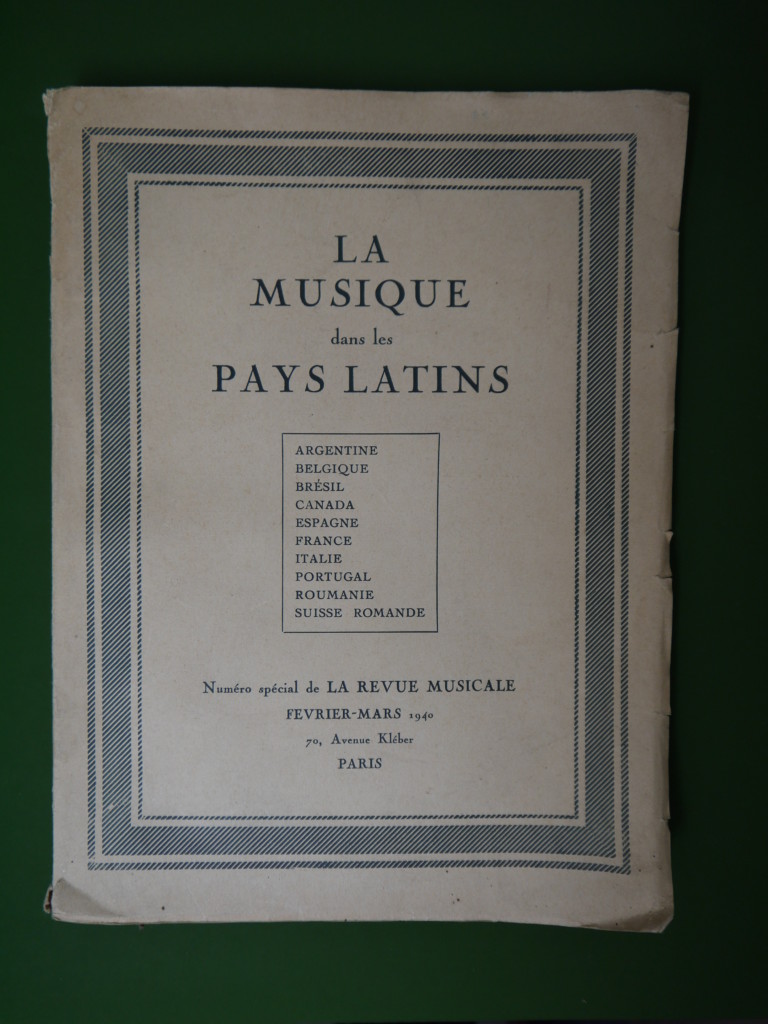 LA
MUSIQUE
dans les
PAYS LATINS
ARGENTINE
BELGIQUE
BRÉSIL
CANADA
ESPAGNE
FRANCE
ITALIE
PORTUGAL
ROUMANIE
SUISSE ROMANDE
Numéro spécial de LA REVUE MUSICALE
FEVRIER-MARS 1940
70, Avenue Kléber
PARIS